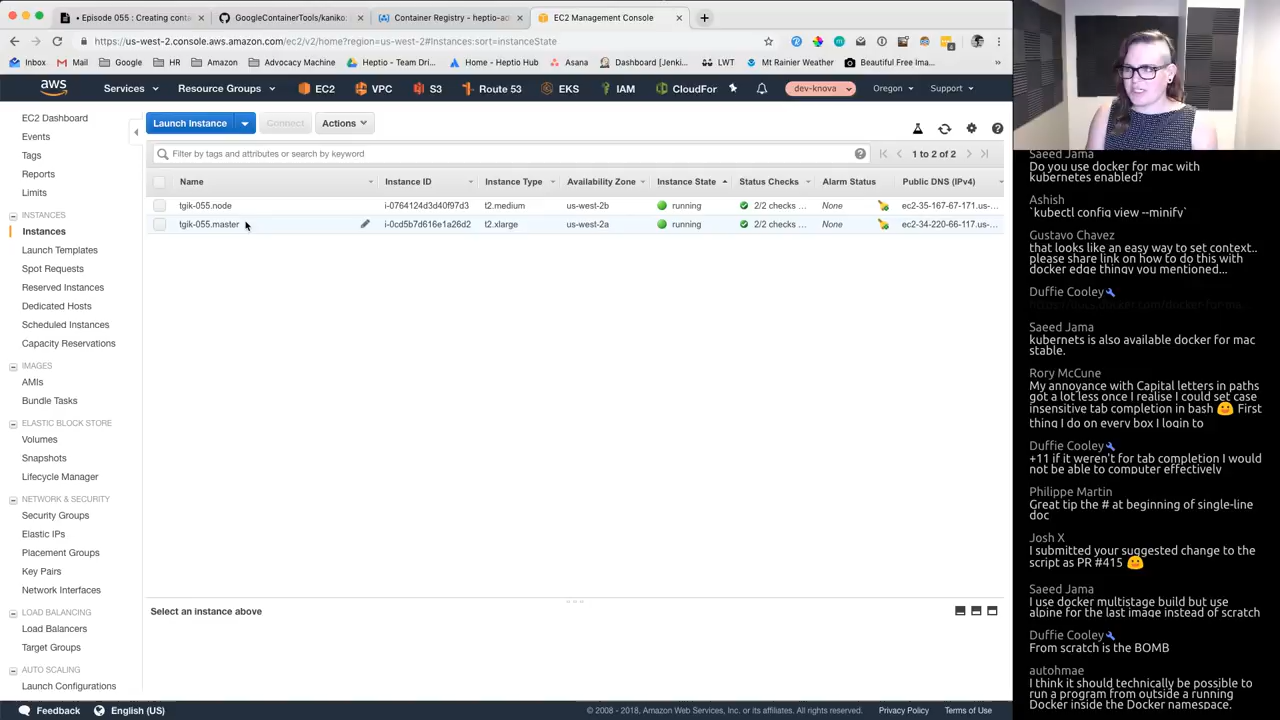 • Episode 055 : Creating conta
GoogleContainerTools/kaniko:
Container Registry - heptio-ao
EC2 Management Console
https://us-west-2.console.aws.amazon.com/ec2/v2/home?region=us-west-2#Instances:sort=instanceState
Inbox
Mail
Google
HR
Amazon
Advocacy Machine
Heptio - Team Dri...
Home - Heptio Hub
Asana
Dashboard [Jenki...
LWT
Mt Rainier Weather
Beautiful Free Ima...
»
aws
Services
Resource Groups
EC2
VPC
S3
Route 53
EKS
IAM
CloudFor
dev-knova
Oregon
Support
EC2 Dashboard
Events
Tags
Reports
Limits
INSTANCES
Instances
Launch Templates
Spot Requests
Reserved Instances
Dedicated Hosts
Scheduled Instances
Capacity Reservations
IMAGES
AMIs
Bundle Tasks
ELASTIC BLOCK STORE
Volumes
Snapshots
Lifecycle Manager
NETWORK & SECURITY
Security Groups
Elastic IPs
Placement Groups
Key Pairs
Network Interfaces
LOAD BALANCING
Load Balancers
Target Groups
AUTO SCALING
Launch Configurations
Launch Instance
Connect
Actions
Filter by tags and attributes or search by keyword
1 to 2 of 2
Name Instance ID Instance Type Availability Zone Instance State Status Checks Alarm Status Public DNS (IPv4)
tgik-055.node i-0764124d3d40f97d3 t2.medium us-west-2b running 2/2 checks ... None ec2-35-167-67-171.us-...
tgik-055.master i-0cd5b7d616e1a26d2 t2.xlarge us-west-2a running 2/2 checks ... None ec2-34-220-66-117.us-...
Select an instance above
Feedback
English (US)
© 2008 - 2018, Amazon Web Services, Inc. or its affiliates. All rights reserved.
Privacy Policy
Terms of Use
Saeed Jama
Do you use docker for mac with
kubernetes enabled?
Ashish
`kubectl config view --minify`
Gustavo Chavez
that looks like an easy way to set context..
please share link on how to do this with
docker edge thingy you mentioned...
Duffie Cooley
Saeed Jama
kubernets is also available docker for mac
stable.
Rory McCune
My annoyance with Capital letters in paths
got a lot less once I realise I could set case
insensitive tab completion in bash 😀 First
thing I do on every box I login to
Duffie Cooley
+11 if it weren't for tab completion I would
not be able to computer effectively
Philippe Martin
Great tip the # at beginning of single-line
doc
Josh X
I submitted your suggested change to the
script as PR #415 😀
Saeed Jama
I use docker multistage build but use
alpine for the last image instead of scratch
Duffie Cooley
From scratch is the BOMB
autohmae
I think it should technically be possible to
run a program from outside a running
Docker inside the Docker namespace.